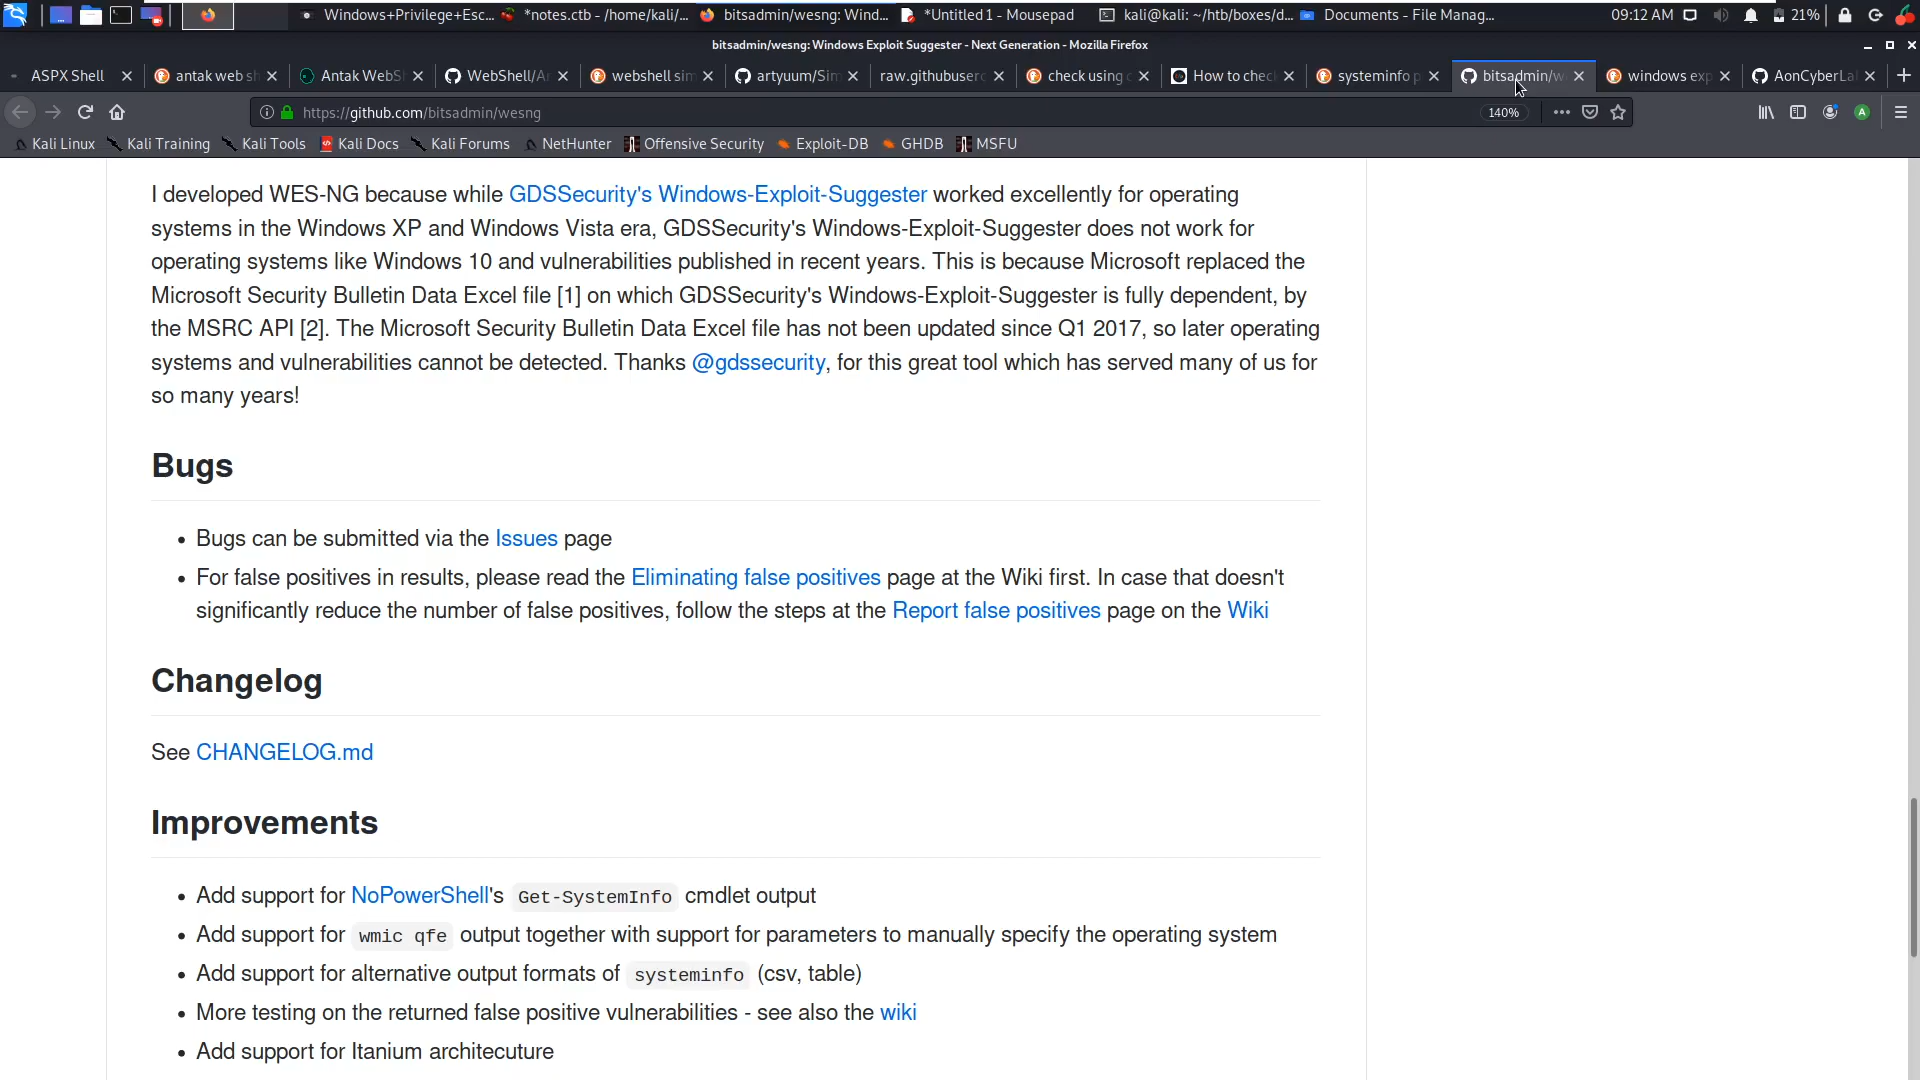 Windows+Privilege+Esc...
*notes.ctb - /home/kali/...
bitsadmin/wesng: Wind...
*Untitled 1 - Mousepad
kali@kali: ~/htb/boxes/d...
Documents - File Manag...
09:12 AM
21%
bitsadmin/wesng: Windows Exploit Suggester - Next Generation - Mozilla Firefox
ASPX Shell
antak web sh
Antak WebS
WebShell/A
webshell sim
artyuum/Sim
raw.githubuserc
check using
How to chec
systeminfo p
bitsadmin/w
windows exp
AonCyberLa
https://github.com/bitsadmin/wesng
140%
Kali Linux
Kali Training
Kali Tools
Kali Docs
Kali Forums
NetHunter
Offensive Security
Exploit-DB
GHDB
MSFU
I developed WES-NG because while GDSSecurity's Windows-Exploit-Suggester worked excellently for operating
systems in the Windows XP and Windows Vista era, GDSSecurity's Windows-Exploit-Suggester does not work for
operating systems like Windows 10 and vulnerabilities published in recent years. This is because Microsoft replaced the
Microsoft Security Bulletin Data Excel file [1] on which GDSSecurity's Windows-Exploit-Suggester is fully dependent, by
the MSRC API [2]. The Microsoft Security Bulletin Data Excel file has not been updated since Q1 2017, so later operating
systems and vulnerabilities cannot be detected. Thanks @gdssecurity, for this great tool which has served many of us for
so many years!
Bugs
• Bugs can be submitted via the Issues page
• For false positives in results, please read the Eliminating false positives page at the Wiki first. In case that doesn't
significantly reduce the number of false positives, follow the steps at the Report false positives page on the Wiki
Changelog
See CHANGELOG.md
Improvements
• Add support for NoPowerShell's Get-SystemInfo cmdlet output
• Add support for wmic qfe output together with support for parameters to manually specify the operating system
• Add support for alternative output formats of systeminfo (csv, table)
• More testing on the returned false positive vulnerabilities - see also the wiki
• Add support for Itanium architecuture